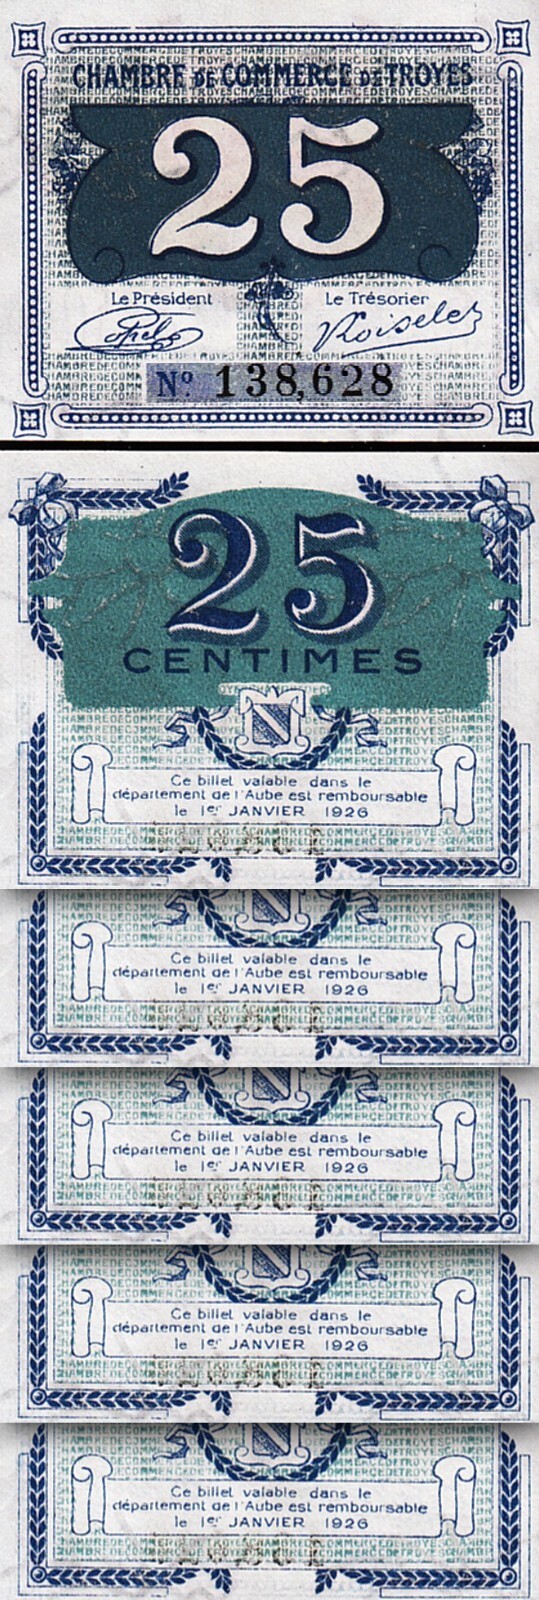 CHAMBRE DE COMMERCE DE TROYES
25
Le Président
Le Trésorier
Nº 138,628
25
CENTIMES
Ce billet valable dans le
département de l'Aube est remboursable
le 1er JANVIER 1926
Ce billet valable dans le
département de l'Aube est remboursable
le 1er JANVIER 1926
Ce billet valable dans le
département de l'Aube est remboursable
le 1er JANVIER 1926
Ce billet valable dans le
département de l'Aube est remboursable
le 1er JANVIER 1926
Ce billet valable dans le
département de l'Aube est remboursable
le 1er JANVIER 1926